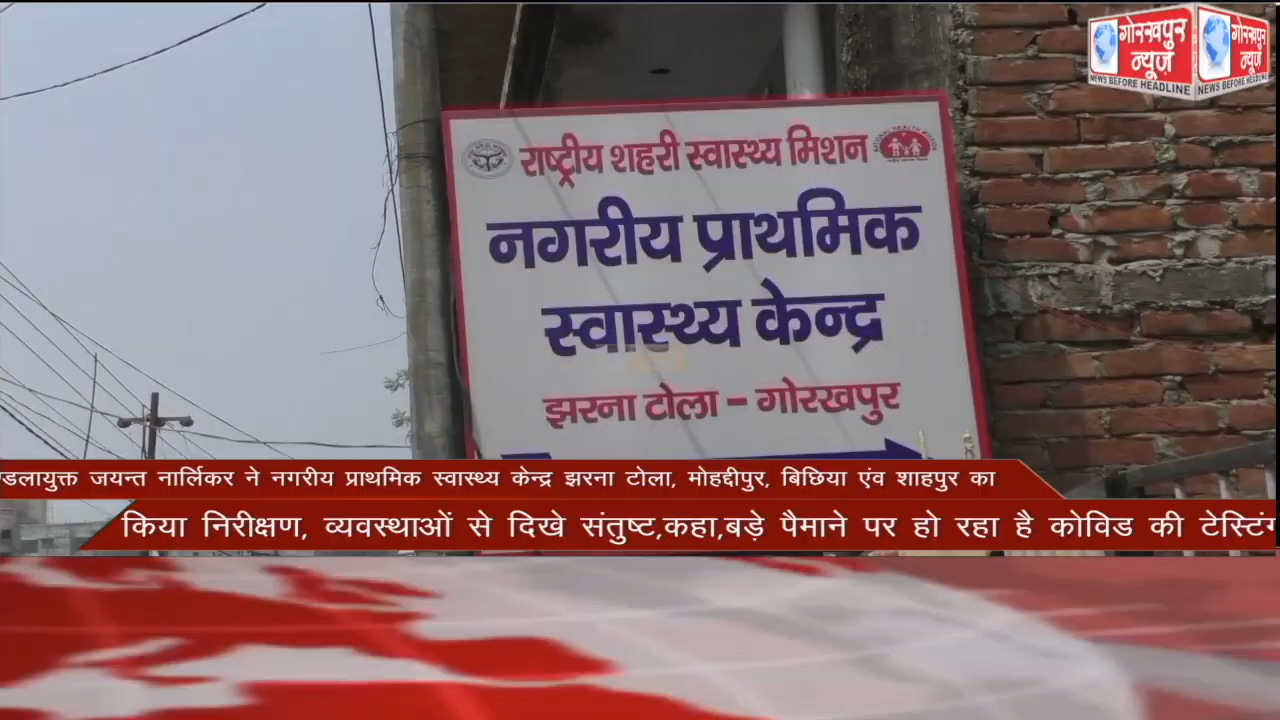 गोरखपुर
न्यूज़
NEWS BEFORE HEADLINE
गोरखपुर
न्यूज़
NEWS BEFORE HEADLINE
राष्ट्रीय शहरी स्वास्थ्य मिशन
नगरीय प्राथमिक
स्वास्थ्य केन्द्र
झरना टोला - गोरखपुर
डलायुक्त जयन्त नार्लिकर ने नगरीय प्राथमिक स्वास्थ्य केन्द्र झरना टोला, मोहद्दीपुर, बिछिया एंव शाहपुर का
किया निरीक्षण, व्यवस्थाओं से दिखे संतुष्ट,कहा,बड़े पैमाने पर हो रहा है कोविड की टेस्टिं